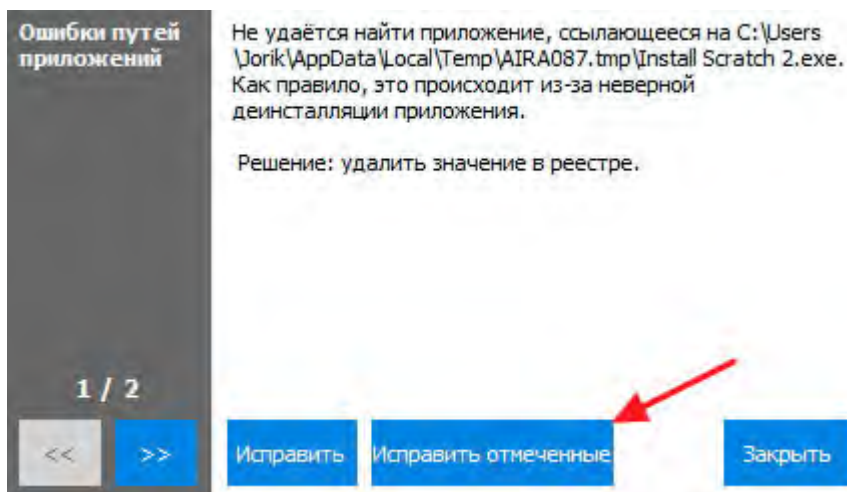 Ошибки путей
приложений
Не удаётся найти приложение, ссылающееся на C:\Users
\Jorik\AppData\Local\Temp\AIRA087.tmp\Install Scratch 2.exe.
Как правило, это происходит из-за неверной
деинсталляции приложения.
Решение: удалить значение в реестре.
1 / 2
<< >> Исправить Исправить отмеченные Закрыть